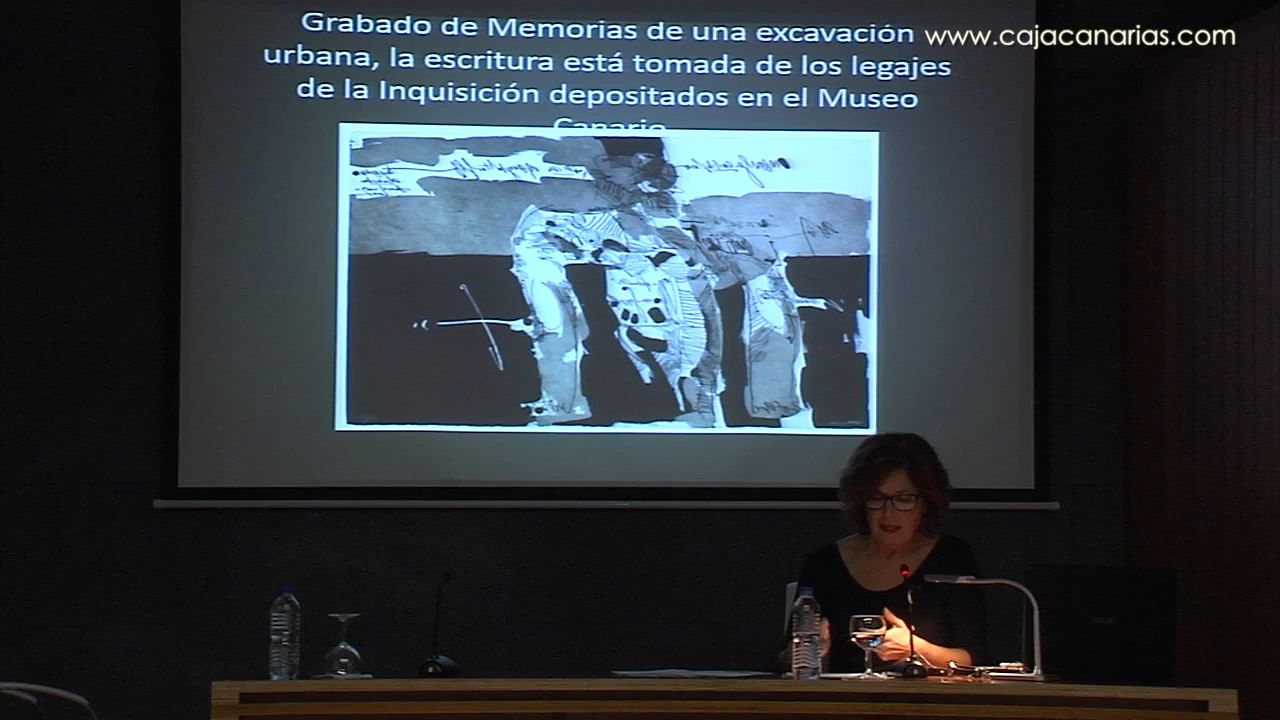 Grabado de Memorias de una excavación
www.cajacanarias.com
urbana, la escritura está tomada de los legajes
de la Inquisición depositados en el Museo
Canario